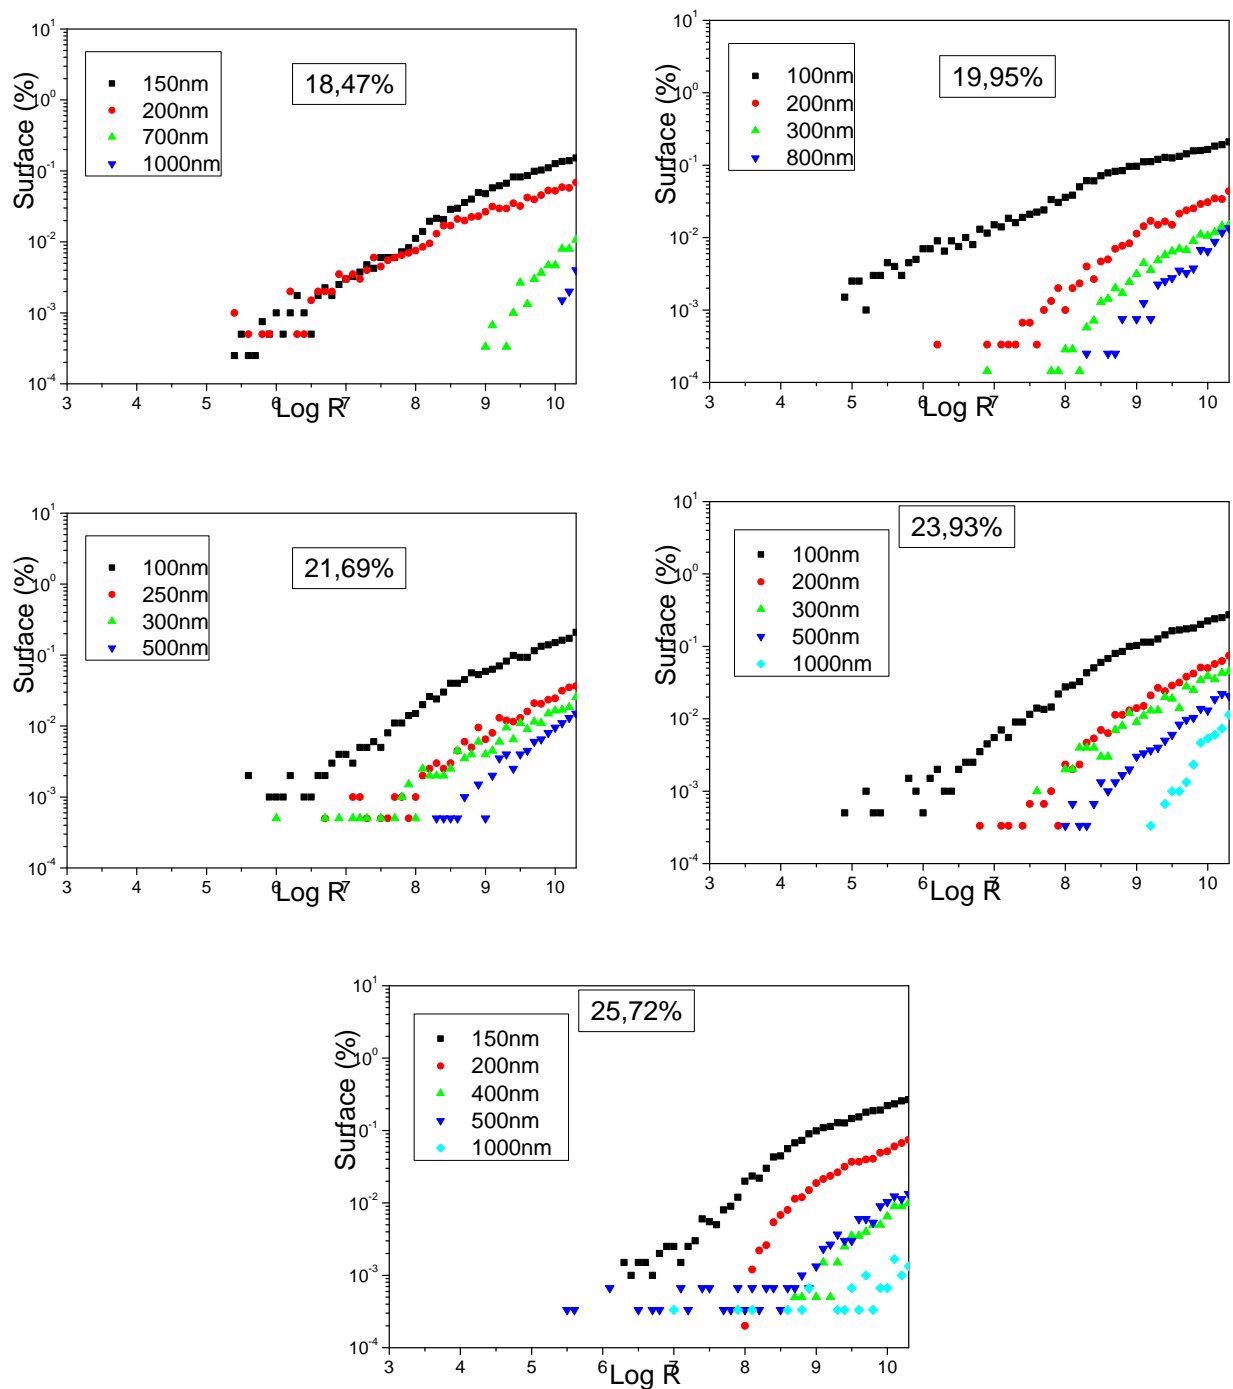 10^1
10^0
10^-1
10^-2
10^-3
10^-4
Surface (%)
150nm
200nm
700nm
1000nm
18,47%
3 4 5 6 7 8 9 10
Log R
10^1
10^0
10^-1
10^-2
10^-3
10^-4
Surface (%)
100nm
200nm
300nm
800nm
19,95%
3 4 5 6 7 8 9 10
Log R
10^1
10^0
10^-1
10^-2
10^-3
10^-4
Surface (%)
100nm
250nm
300nm
500nm
21,69%
3 4 5 6 7 8 9 10
Log R
10^1
10^0
10^-1
10^-2
10^-3
10^-4
Surface (%)
100nm
200nm
300nm
500nm
1000nm
23,93%
3 4 5 6 7 8 9 10
Log R
10^1
10^0
10^-1
10^-2
10^-3
10^-4
Surface (%)
150nm
200nm
400nm
500nm
1000nm
25,72%
3 4 5 6 7 8 9 10
Log R